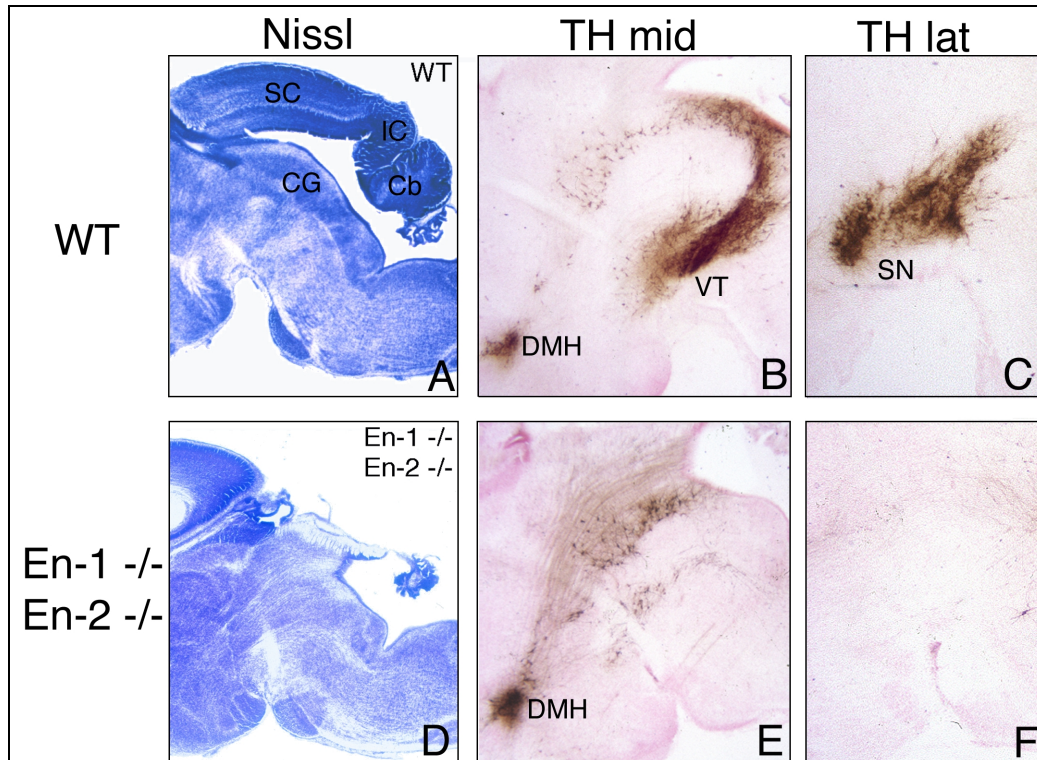 Nissl
TH mid
TH lat
WT
WT
SC
IC
CG
Cb
A
VT
DMH
B
SN
C
En-1 -/-
En-2 -/-
En-1 -/-
En-2 -/-
D
DMH
E
F